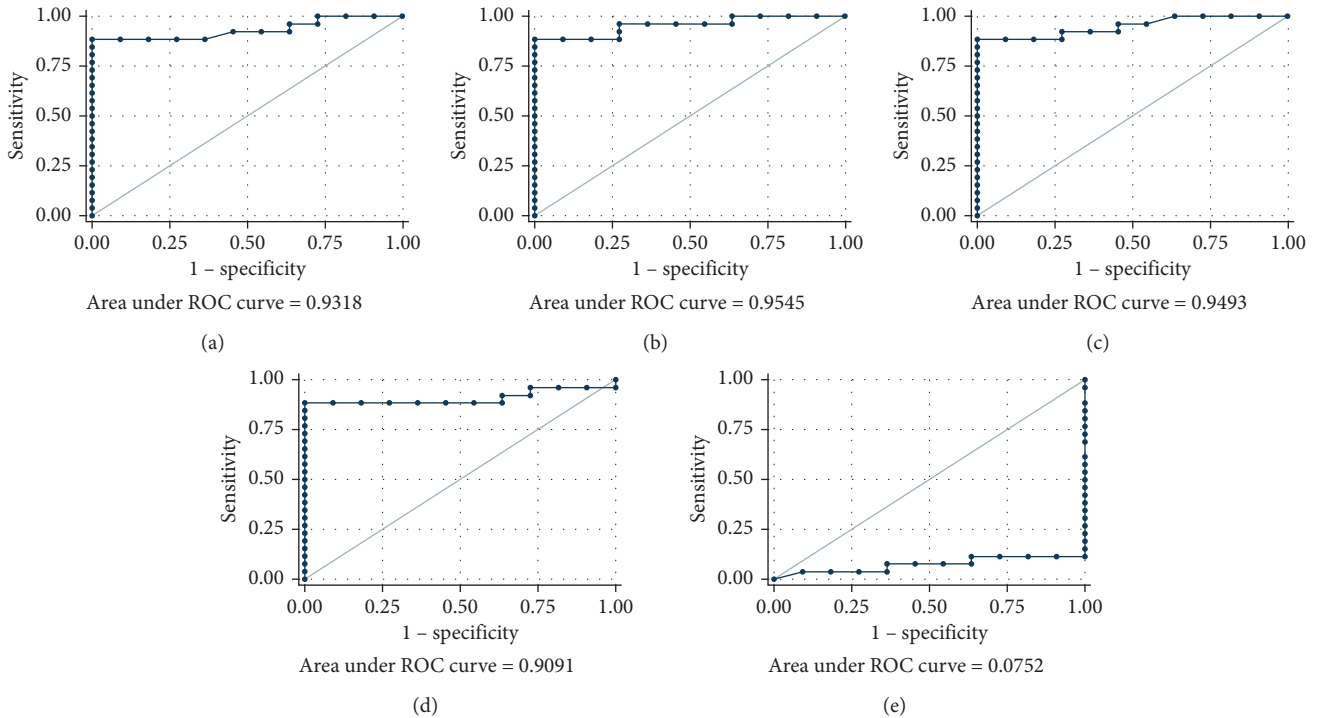 1.00
0.75
0.50
0.25
0.00
Sensitivity
0.00 0.25 0.50 0.75 1.00
1 – specificity
Area under ROC curve = 0.9318
(a)
1.00
0.75
0.50
0.25
0.00
Sensitivity
0.00 0.25 0.50 0.75 1.00
1 – specificity
Area under ROC curve = 0.9545
(b)
1.00
0.75
0.50
0.25
0.00
Sensitivity
0.00 0.25 0.50 0.75 1.00
1 – specificity
Area under ROC curve = 0.9493
(c)
1.00
0.75
0.50
0.25
0.00
Sensitivity
0.00 0.25 0.50 0.75 1.00
1 – specificity
Area under ROC curve = 0.9091
(d)
1.00
0.75
0.50
0.25
0.00
Sensitivity
0.00 0.25 0.50 0.75 1.00
1 – specificity
Area under ROC curve = 0.0752
(e)